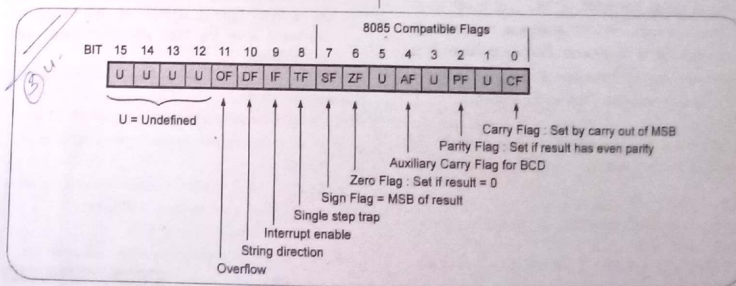 8085 Compatible Flags
BIT 15 14 13 12 11 10 9 8 7 6 5 4 3 2 1 0
U U U U OF DF IF TF SF ZF U AF U PF U CF
U = Undefined
Carry Flag : Set by carry out of MSB
Parity Flag : Set if result has even parity
Auxiliary Carry Flag for BCD
Zero Flag : Set if result = 0
Sign Flag = MSB of result
Single step trap
Interrupt enable
String direction
Overflow